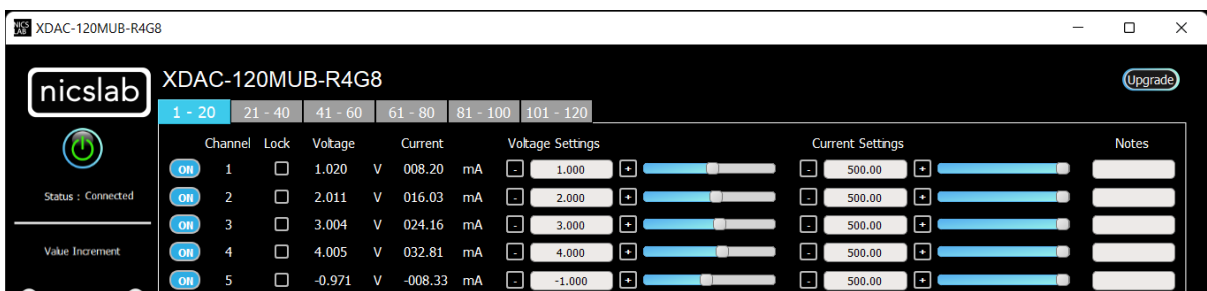 NICS LAB XDAC-120MUB-R4G8
nicslab XDAC-120MUB-R4G8 Upgrade
1 - 20 21 - 40 41 - 60 61 - 80 81 - 100 101 - 120
Channel Lock Voltage Current Voltage Settings Current Settings Notes
ON 1 1.020 V 008.20 mA - 1.000 + - 500.00 +
Status : Connected ON 2 2.011 V 016.03 mA - 2.000 + - 500.00 +
ON 3 3.004 V 024.16 mA - 3.000 + - 500.00 +
Value Increment ON 4 4.005 V 032.81 mA - 4.000 + - 500.00 +
ON 5 -0.971 V -008.33 mA - -1.000 + - 500.00 +